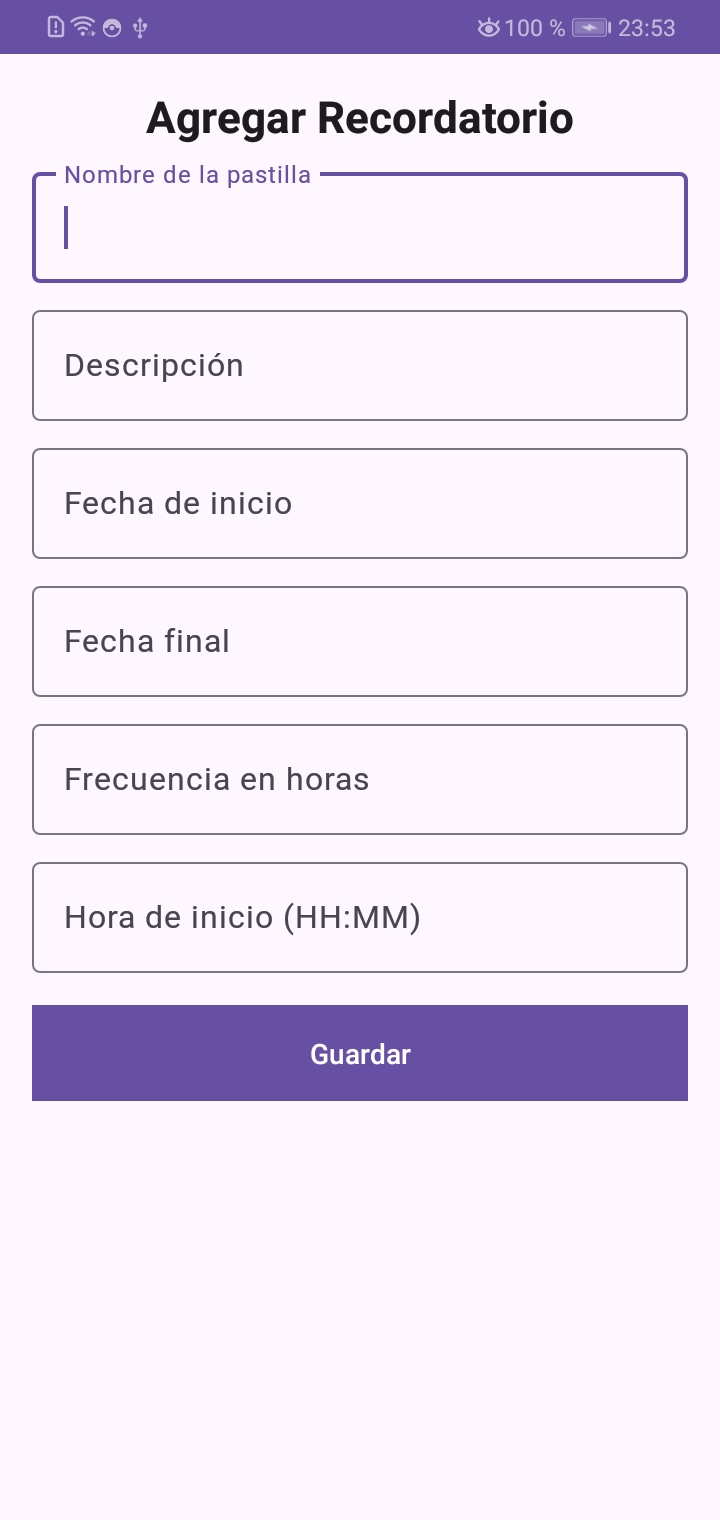 100 % 23:53
Agregar Recordatorio
Nombre de la pastilla
Descripción
Fecha de inicio
Fecha final
Frecuencia en horas
Hora de inicio (HH:MM)
Guardar